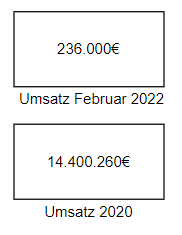 236.000€
Umsatz Februar 2022
14.400.260€
Umsatz 2020